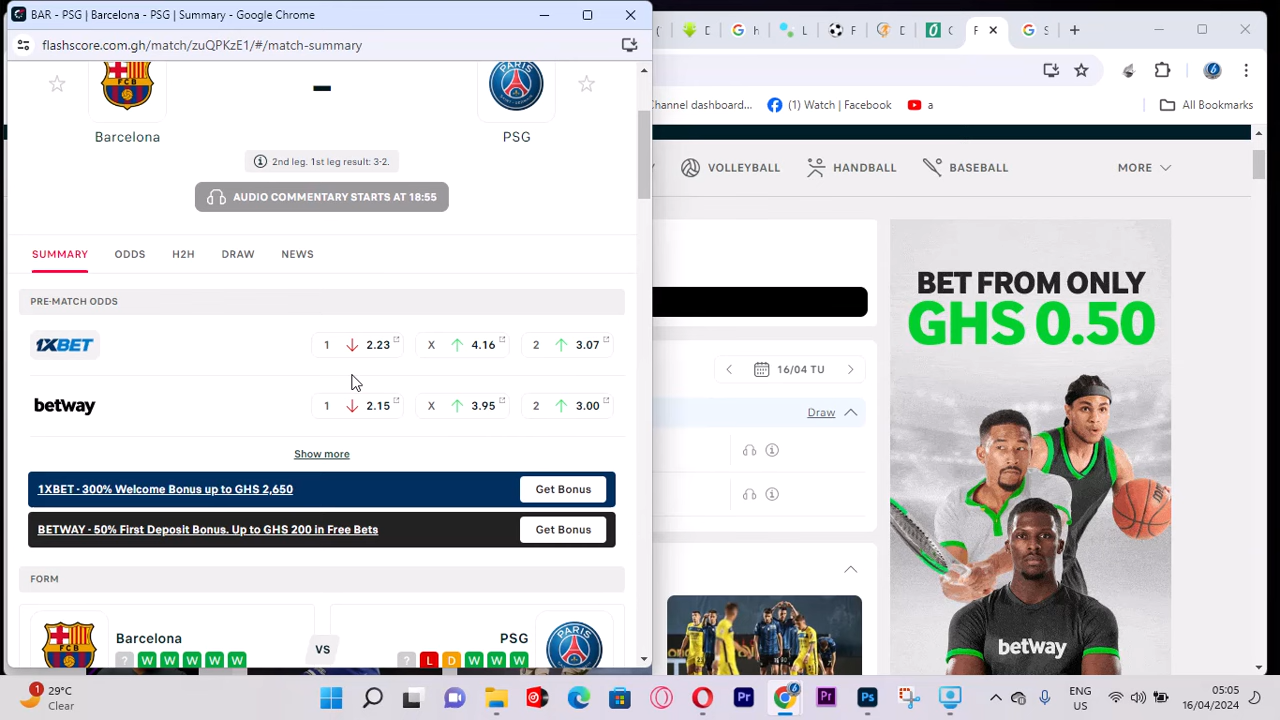 BAR - PSG | Barcelona - PSG | Summary - Google Chrome
flashscore.com.gh/match/zuQPkcE1/#/match-summary
Barcelona
PSG
2nd leg. 1st leg result: 3-2.
AUDIO COMMENTARY STARTS AT 18:55
SUMMARY ODDS H2H DRAW NEWS
PRE-MATCH ODDS
1XBET 1 2.23 X 4.16 2 3.07
betway 1 2.15 X 3.95 2 3.00
Show more
1XBET - 300% Welcome Bonus up to GHS 2,650 Get Bonus
BETWAY - 50% First Deposit Bonus. Up to GHS 200 in Free Bets Get Bonus
FORM
Barcelona
VS
PSG
? W W W W W
? L D W W W
hannel dashboard... (1) Watch | Facebook a All Bookmarks
VOLLEYBALL HANDBALL BASEBALL MORE
16/04 TU
Draw
BET FROM ONLY
GHS 0.50
betway
1 29°C
Clear
Pr Pr Ps
ENG
US
05:05
16/04/2024